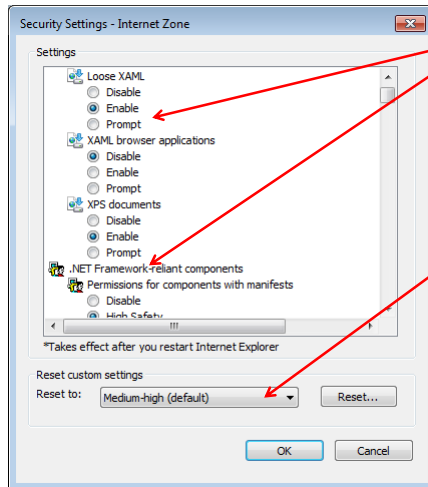 Security Settings - Internet Zone
Settings
Loose XAML
Disable
Enable
Prompt
XAML browser applications
Disable
Enable
Prompt
XPS documents
Disable
Enable
Prompt
.NET Framework-reliant components
Permissions for components with manifests
Disable
High Safety
*Takes effect after you restart Internet Explorer
Reset custom settings
Reset to: Medium-high (default) Reset...
OK Cancel